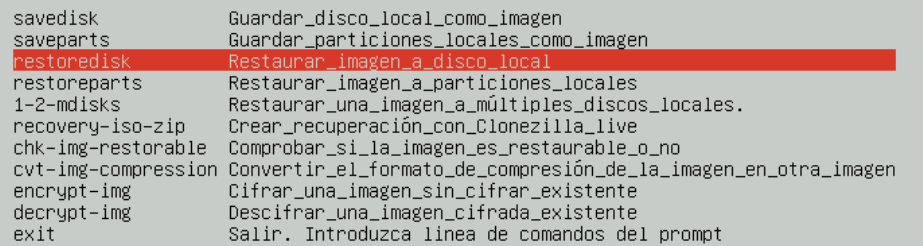 savedisk Guardar_disco_local_como_imagen
saveparts Guardar_particiones_locales_como_imagen
restoredisk Restaurar_imagen_a_disco_local
restoreparts Restaurar_imagen_a_particiones_locales
1-2-mdisks Restaurar_una_imagen_a_múltiples_discos_locales.
recovery-iso-zip Crear_recuperación_con_Clonezilla_live
chk-img-restorable Comprobar_si_la_imagen_es_restaurable_o_no
cvt-img-compression Convertir_el_formato_de_compresión_de_la_imagen_en_otra_imagen
encrypt-img Cifrar_una_imagen_sin_cifrar_existente
decrypt-img Descifrar_una_imagen_cifrada_existente
exit Salir. Introduzca linea de comandos del prompt